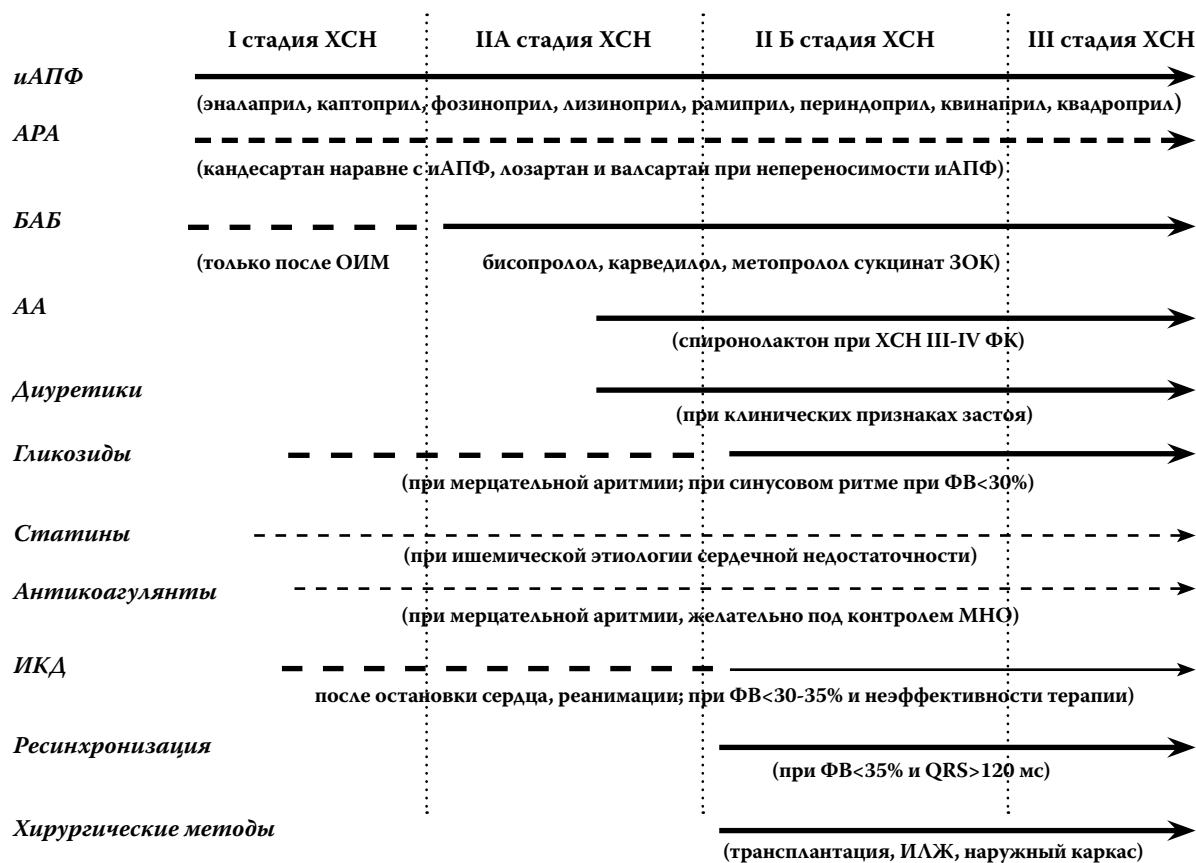 I стадия ХСН IIА стадия ХСН II Б стадия ХСН III стадия ХСН
иАПФ
(эналаприл, каптоприл, фозиноприл, лизиноприл, рамиприл, периндоприл, квинаприл, квадроприл)
АРА
(кандесартан наравне с иАПФ, лозартан и валсартан при непереносимости иАПФ)
БАБ
(только после ОИМ бисопролол, карведилол, метопролол сукцинат ЗОК)
АА
(спиронолактон при ХСН III-IV ФК)
Диуретики
(при клинических признаках застоя)
Гликозиды
(при мерцательной аритмии; при синусовом ритме при ФВ<30%)
Статины
(при ишемической этиологии сердечной недостаточности)
Антикоагулянты
(при мерцательной аритмии, желательно под контролем МНО)
ИКД
после остановки сердца, реанимации; при ФВ<30-35% и неэффективности терапии)
Ресинхронизация
(при ФВ<35% и QRS>120 мс)
Хирургические методы
(трансплантация, ИЛЖ, наружный каркас)